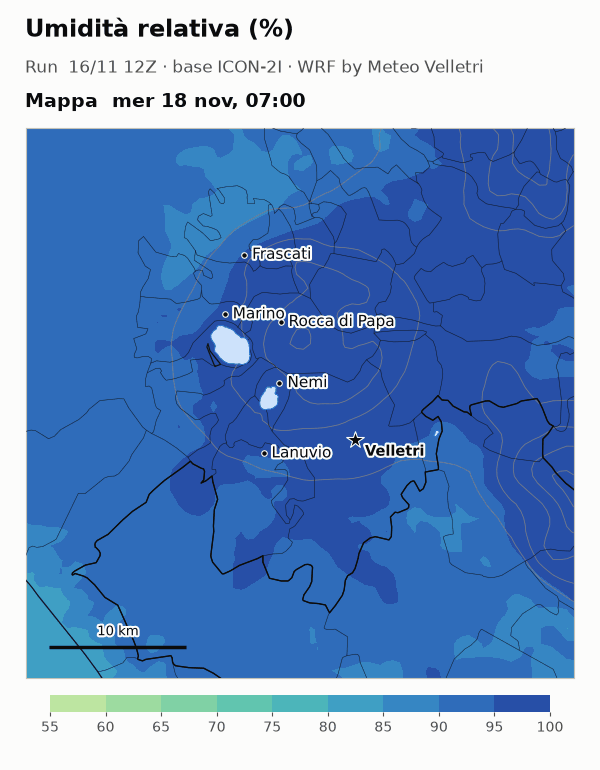 Umidità relativa (%)
Run  16/11 12Z · base ICON-2I · WRF by Meteo Velletri
Mappa  mer 18 nov, 07:00
Frascati
Marino
Rocca di Papa
Nemi
Velletri
Lanuvio
10 km
55 60 65 70 75 80 85 90 95 100